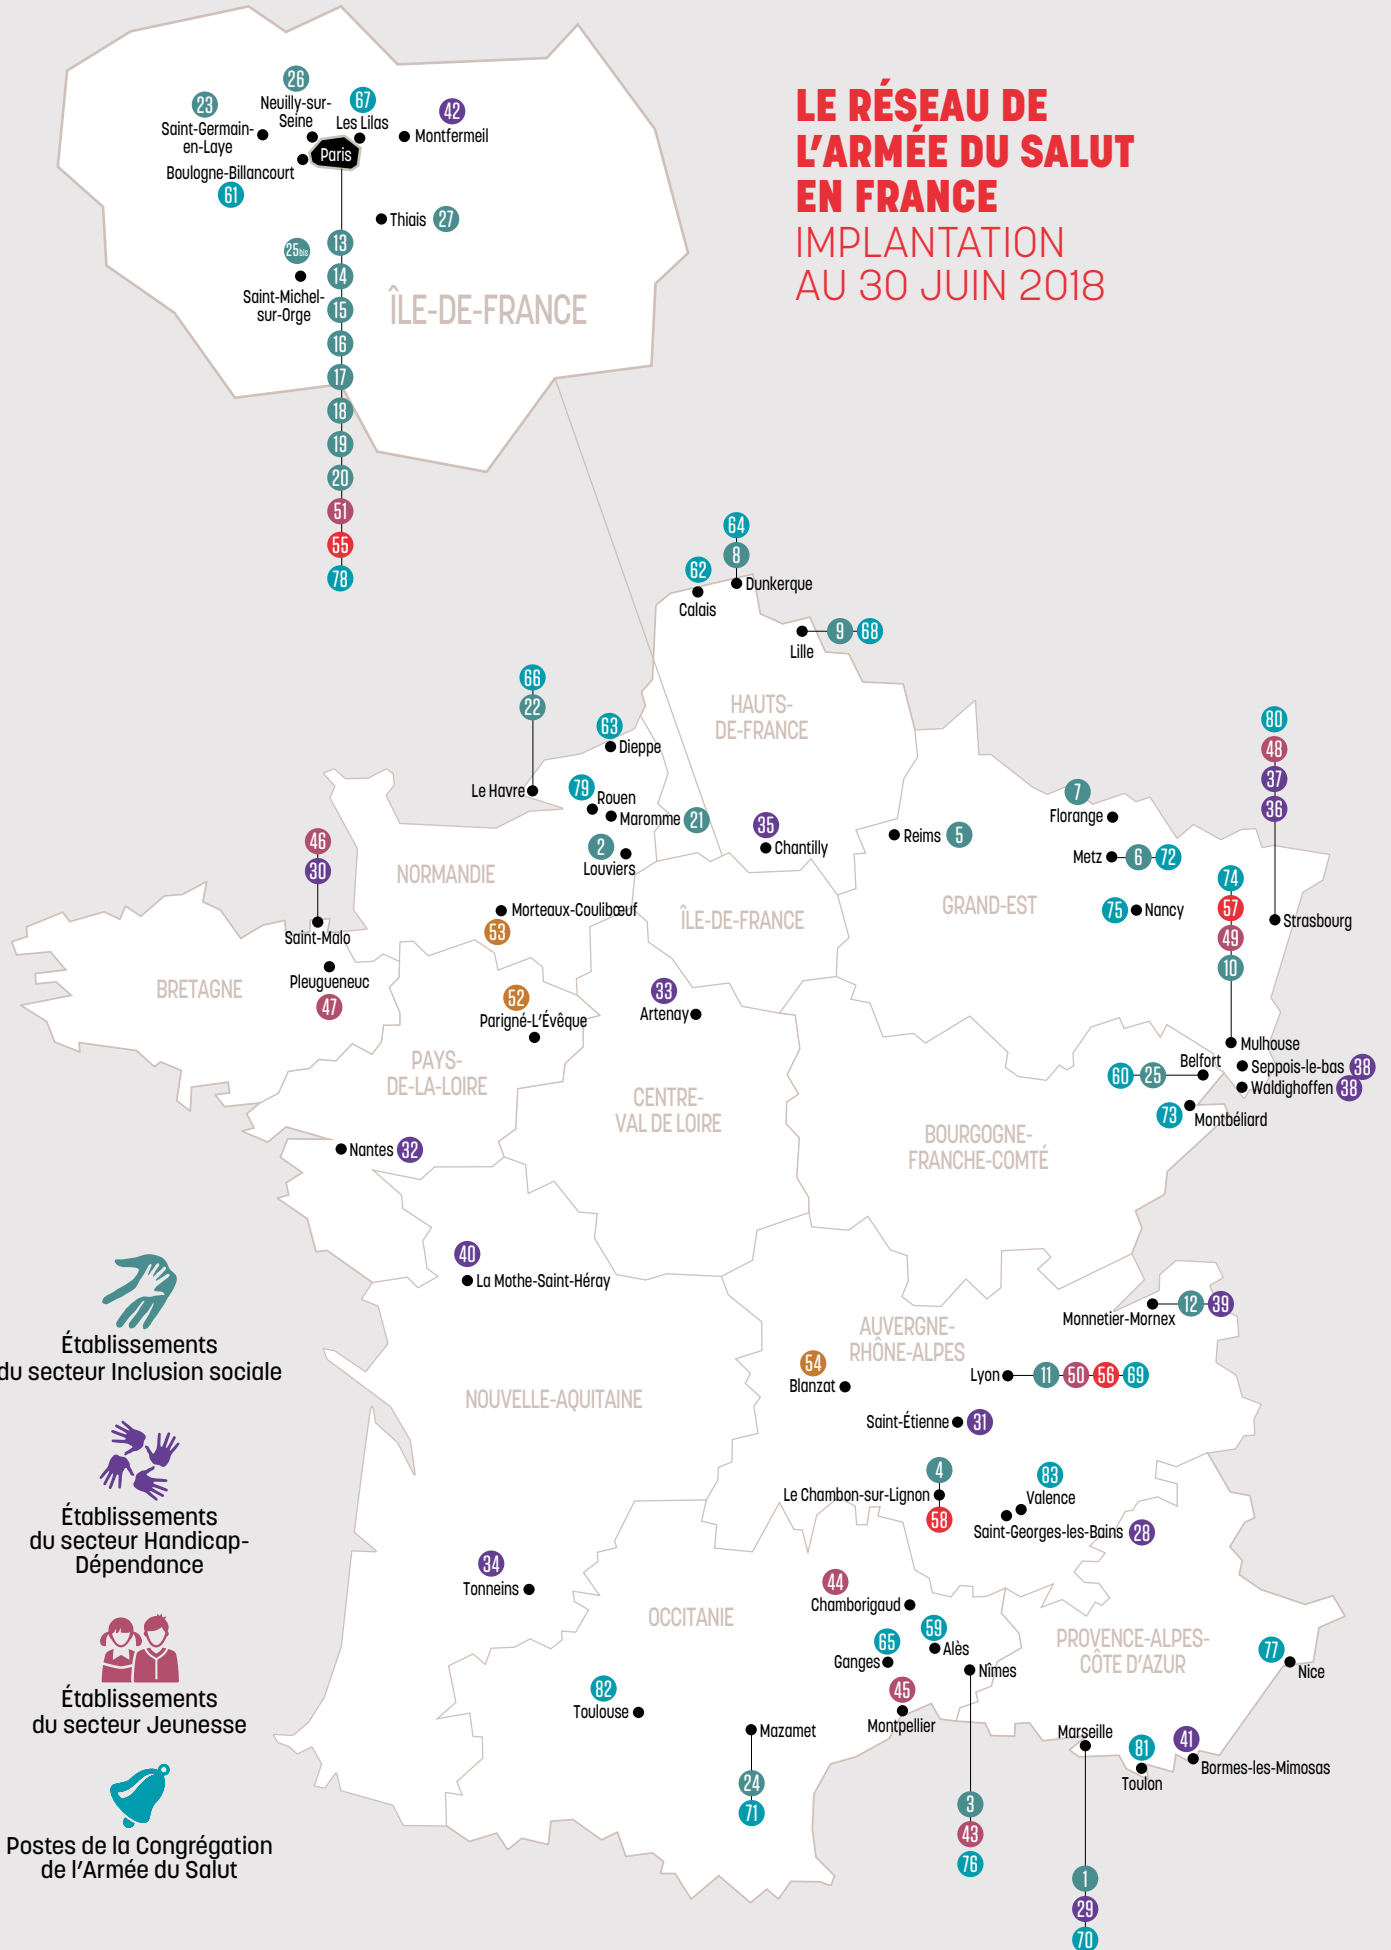 LE RÉSEAU DE
L'ARMÉE DU SALUT
EN FRANCE
IMPLANTATION
AU 30 JUIN 2018
23
Saint-Germain-
en-Laye
26
Neuilly-sur-
Seine
67
Les Lilas
42
Montfermeil
Paris
Boulogne-Billancourt
61
Thiais 27
25bis
Saint-Michel-
sur-Orge
ÎLE-DE-FRANCE
13
14
15
16
17
18
19
20
51
55
78
64
8
Dunkerque
62
Calais
Lille
9 68
HAUTS-
DE-FRANCE
66
22
Le Havre
63
Dieppe
79
Rouen
Maromme 21
2
Louviers
35
Chantilly
Reims 5
7
Florange
Metz 6 72
75 Nancy
80
48
37
36
Strasbourg
74
57
49
10
Mulhouse
Seppois-le-bas 38
Waldighoffen 38
Belfort
60 25
73
Montbéliard
GRAND-EST
NORMANDIE
46
30
Saint-Malo
Pleugueneuc
47
BRETAGNE
Morteaux-Coulibœuf
53
ÎLE-DE-FRANCE
52
Parigné-L'Évêque
33
Artenay
PAYS-
DE-LA-LOIRE
CENTRE-
VAL DE LOIRE
BOURGOGNE-
FRANCHE-COMTÉ
Nantes 32
40
La Mothe-Saint-Héray
Monnetier-Mornex
12 39
AUVERGNE-
RHÔNE-ALPES
54
Blanzat
Lyon 11 50 56 69
NOUVELLE-AQUITAINE
Saint-Étienne 31
4
Le Chambon-sur-Lignon
58
83
Valence
Saint-Georges-les-Bains 28
34
Tonneins
OCCITANIE
44
Chamborigaud
59
Alès
65
Ganges
Nîmes
45
Montpellier
PROVENCE-ALPES-
CÔTE D'AZUR
77
Nice
82
Toulouse
Mazamet
24
71
3
43
76
Marseille
1
29
70
81
Toulon
41
Bormes-les-Mimosas
Établissements
du secteur Inclusion sociale
Établissements
du secteur Handicap-
Dépendance
Établissements
du secteur Jeunesse
Postes de la Congrégation
de l'Armée du Salut